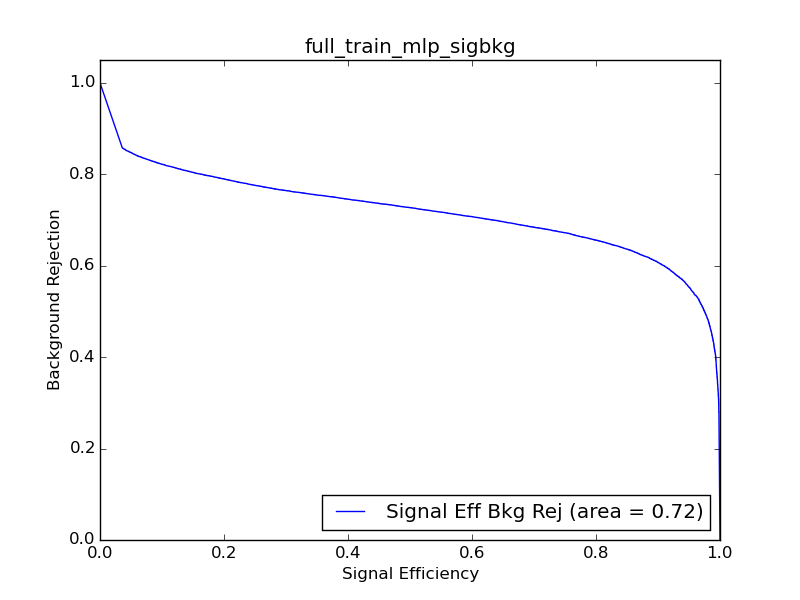 full_train_mlp_sigbkg
1.0
0.8
0.6
0.4
0.2
0.0
Background Rejection
Signal Eff Bkg Rej (area = 0.72)
0.0 0.2 0.4 0.6 0.8 1.0
Signal Efficiency